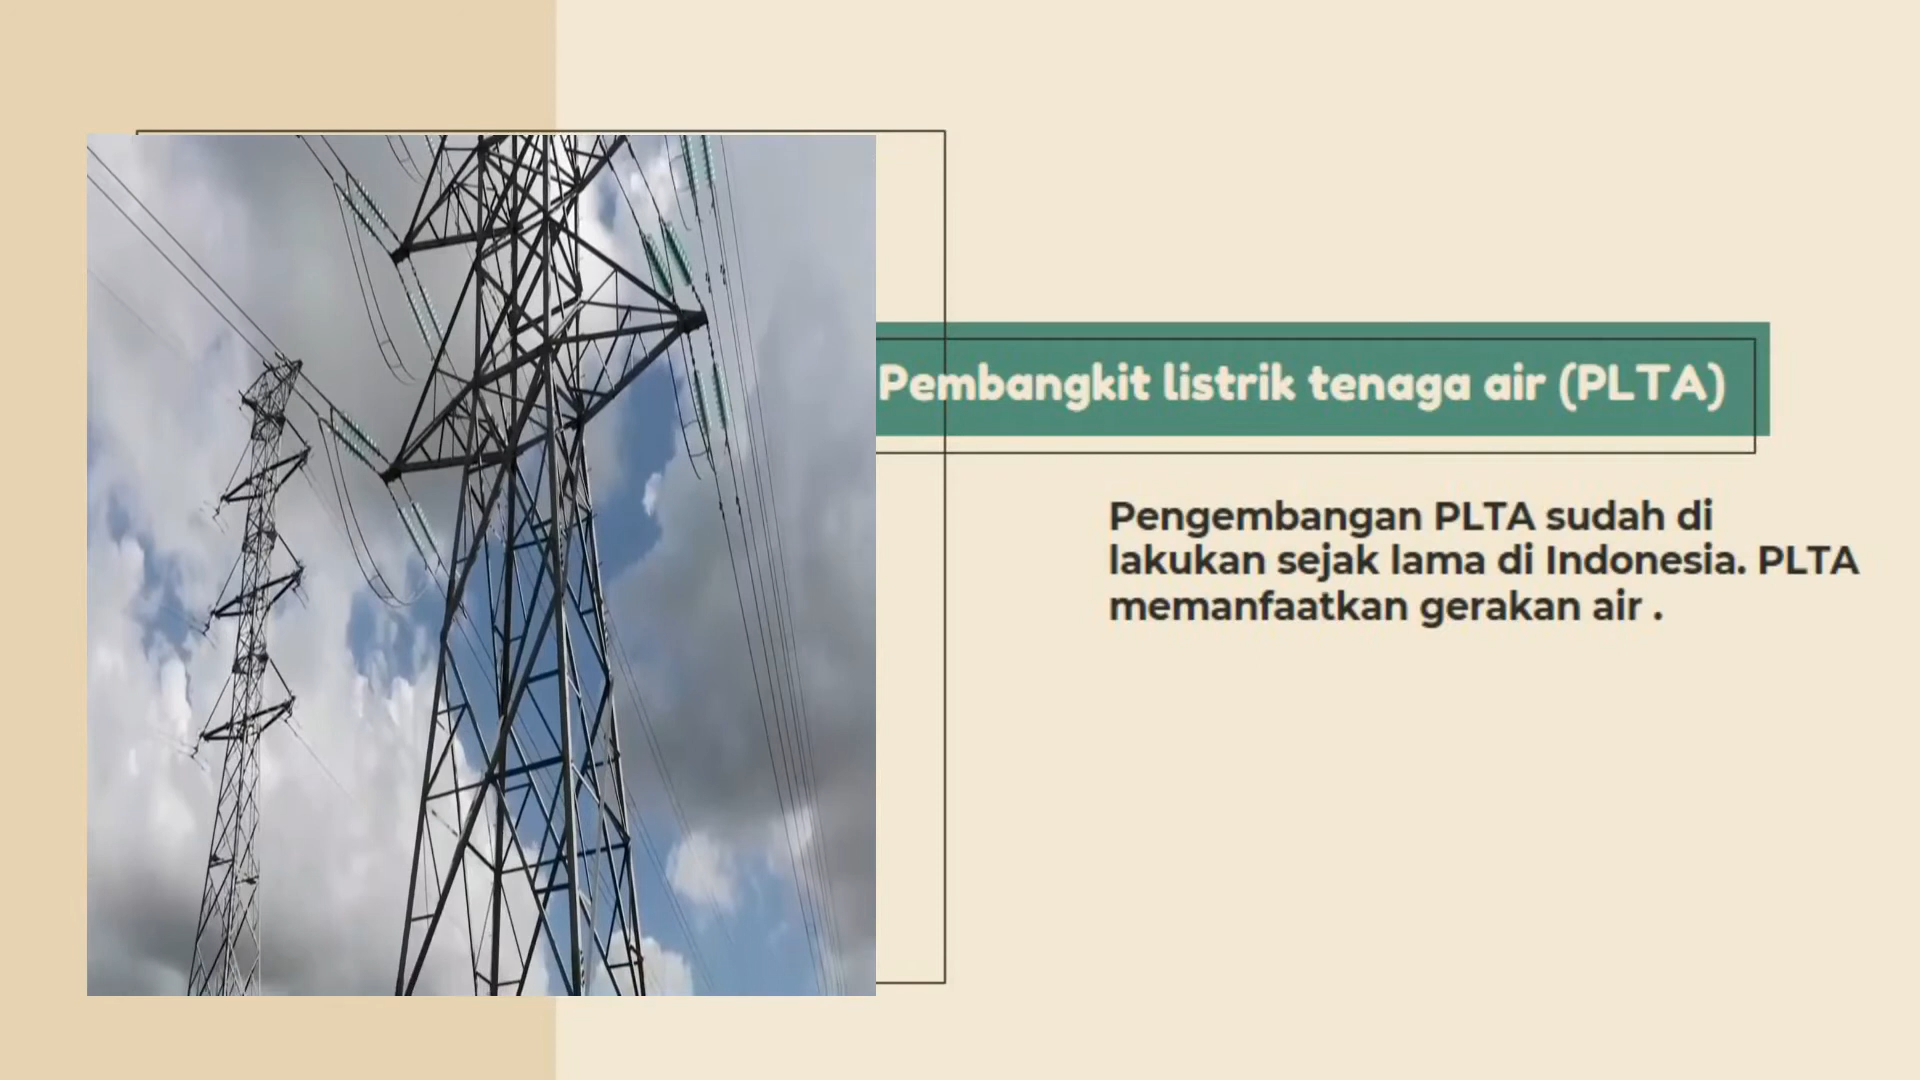 Pembangkit listrik tenaga air (PLTA)
Pengembangan PLTA sudah di
lakukan sejak lama di Indonesia. PLTA
memanfaatkan gerakan air .